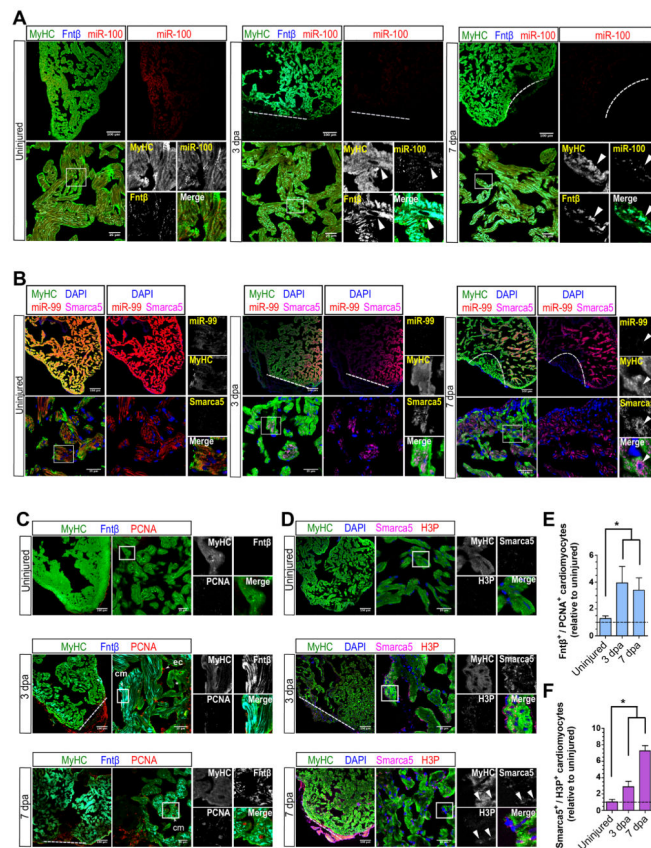 A
MyHC Fntβ miR-100
miR-100
MyHC Fntβ miR-100
miR-100
MyHC Fntβ miR-100
miR-100
Uninjured
3 dpa
7 dpa
MyHC
miR-100
Fntβ
Merge
MyHC
miR-100
Fntβ
Merge
MyHC
miR-100
Fntβ
Merge
B
MyHC DAPI
miR-99 Smarca5
miR-99 Smarca5
MyHC DAPI
miR-99 Smarca5
miR-99 Smarca5
MyHC DAPI
miR-99 Smarca5
miR-99 Smarca5
Uninjured
3 dpa
7 dpa
miR-99
MyHC
Smarca5
Merge
miR-99
MyHC
Smarca5
Merge
miR-99
MyHC
Smarca5
Merge
C
MyHC Fntβ PCNA
Uninjured
MyHC
Fntβ
PCNA
Merge
MyHC Fntβ PCNA
3 dpa
cm
ec
MyHC
Fntβ
PCNA
Merge
MyHC Fntβ PCNA
7 dpa
cm
MyHC
Fntβ
PCNA
Merge
D
MyHC DAPI Smarca5 H3P
Uninjured
MyHC
Smarca5
H3P
Merge
MyHC DAPI Smarca5 H3P
3 dpa
MyHC
Smarca5
H3P
Merge
MyHC DAPI Smarca5 H3P
7 dpa
MyHC
Smarca5
H3P
Merge
E
Fntβ⁺ / PCNA⁺ cardiomyocytes
(relative to uninjured)
6
5
4
3
2
1
0
*
Uninjured
3 dpa
7 dpa
F
Smarca5⁺ / H3P⁺ cardiomyocytes
(relative to uninjured)
10
8
6
4
2
0
*
Uninjured
3 dpa
7 dpa